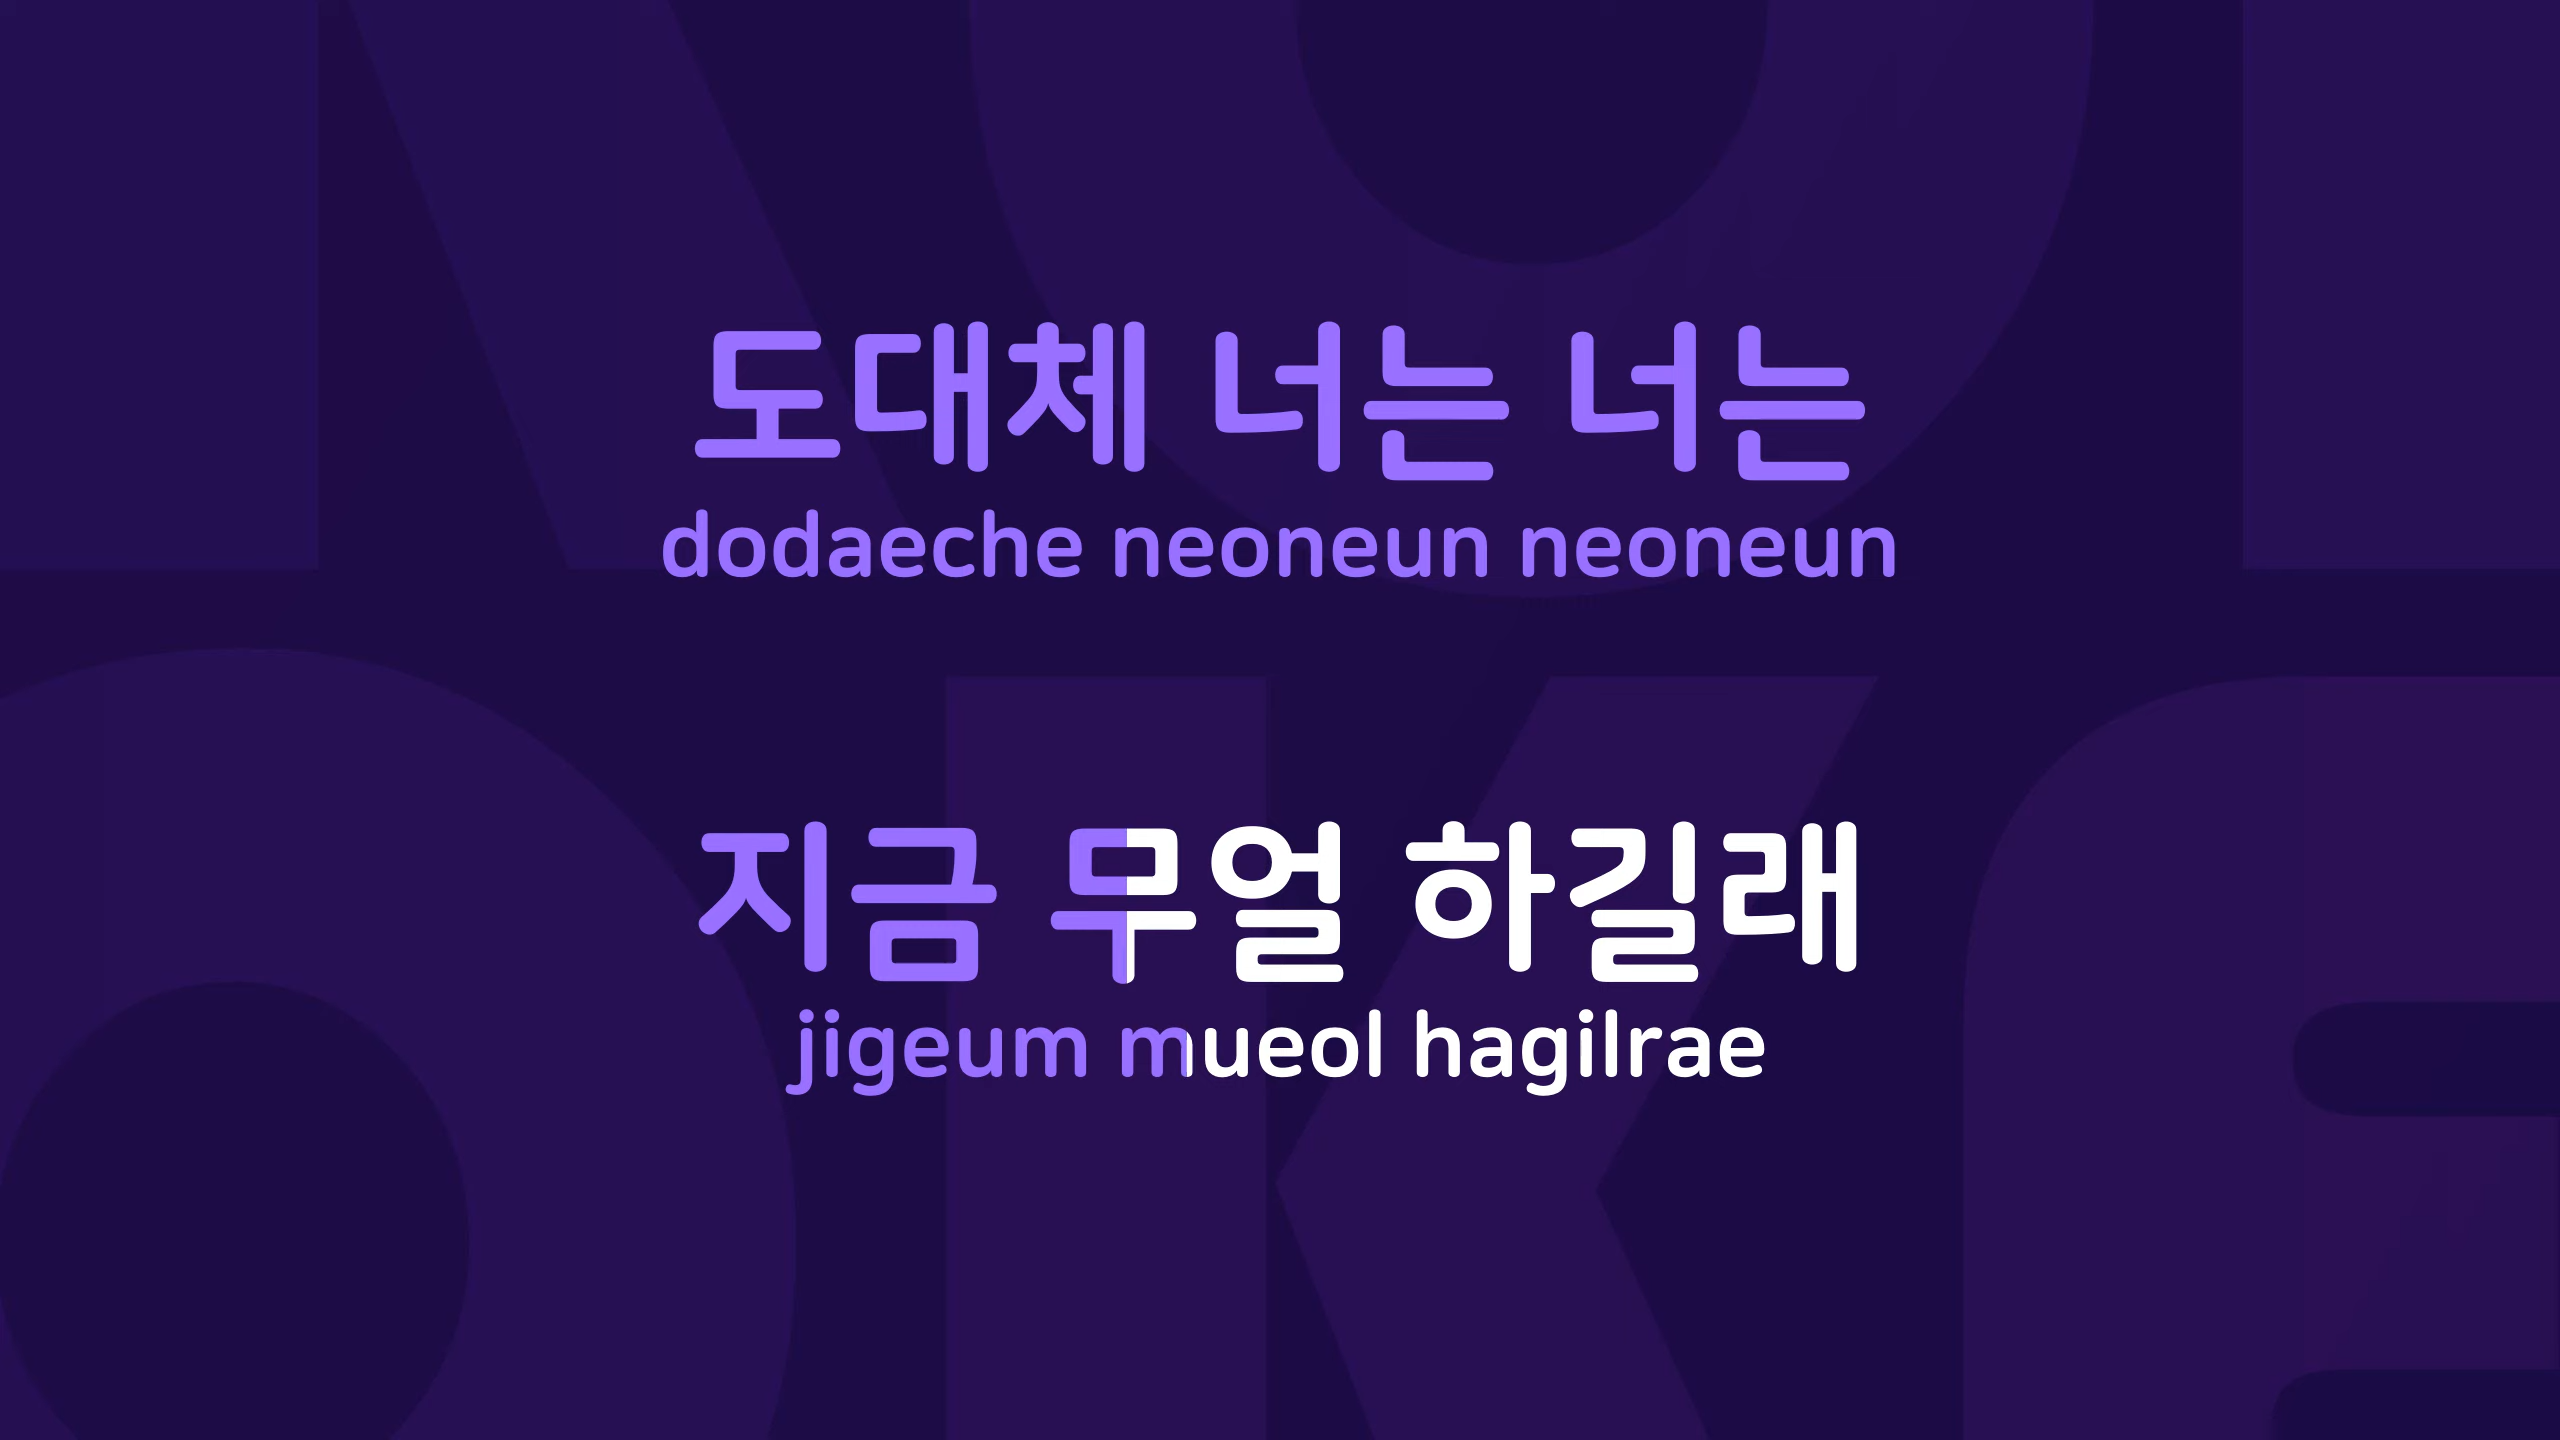 도대체 너는 너는
dodaeche neoneun neoneun
지금 무얼 하길래
jigeum mueol hagilrae